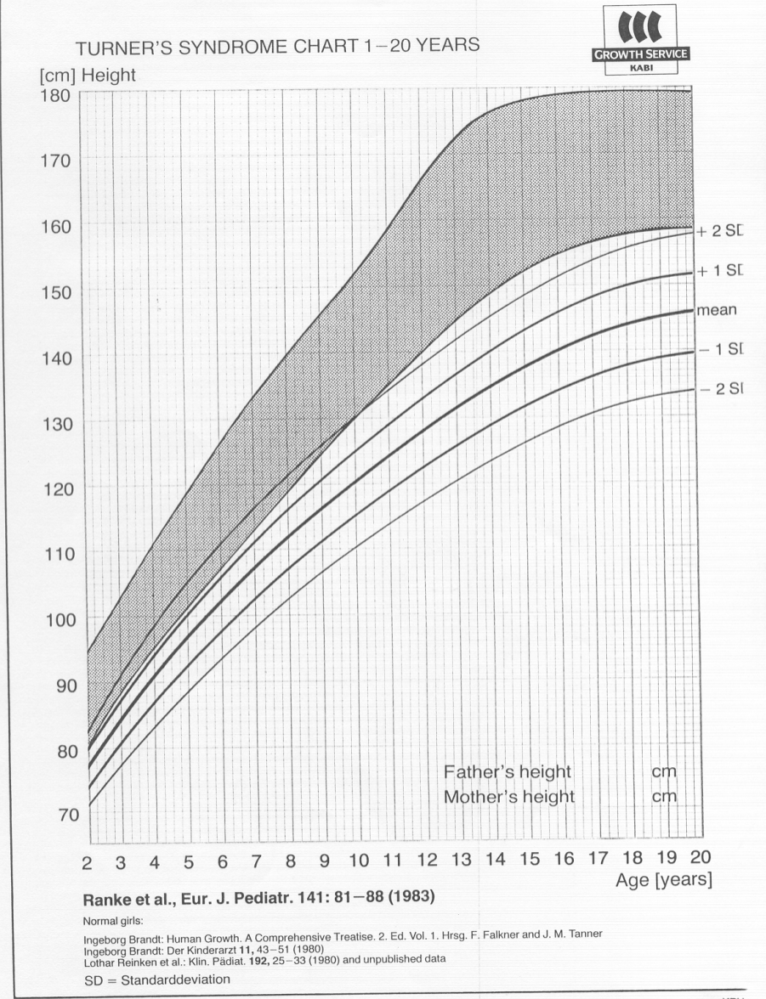 TURNER'S SYNDROME CHART 1–20 YEARS
GROWTH SERVICE
KABI
[cm] Height
180
170
160
150
140
130
120
110
100
90
80
70
+ 2 SD
+ 1 SD
mean
– 1 SD
– 2 SD
Father's height cm
Mother's height cm
2 3 4 5 6 7 8 9 10 11 12 13 14 15 16 17 18 19 20
Age [years]
Ranke et al., Eur. J. Pediatr. 141: 81–88 (1983)
Normal girls:
Ingeborg Brandt: Human Growth. A Comprehensive Treatise. 2. Ed. Vol. 1. Hrsg. F. Falkner and J. M. Tanner
Ingeborg Brandt: Der Kinderarzt 11, 43–51 (1980)
Lothar Reinken et al.: Klin. Pädiat. 192, 25–33 (1980) and unpublished data
SD = Standarddeviation